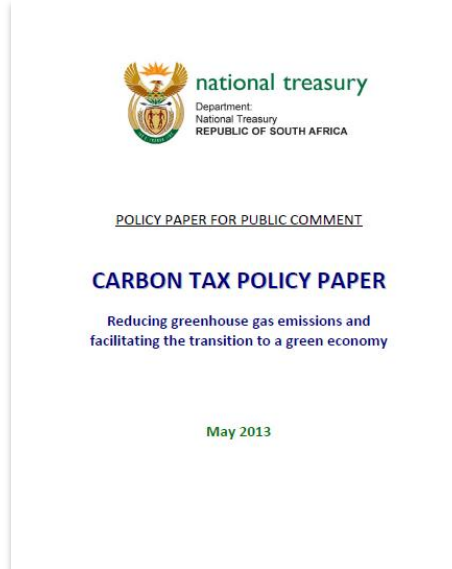 national treasury
Department:
National Treasury
REPUBLIC OF SOUTH AFRICA
POLICY PAPER FOR PUBLIC COMMENT
CARBON TAX POLICY PAPER
Reducing greenhouse gas emissions and
facilitating the transition to a green economy
May 2013